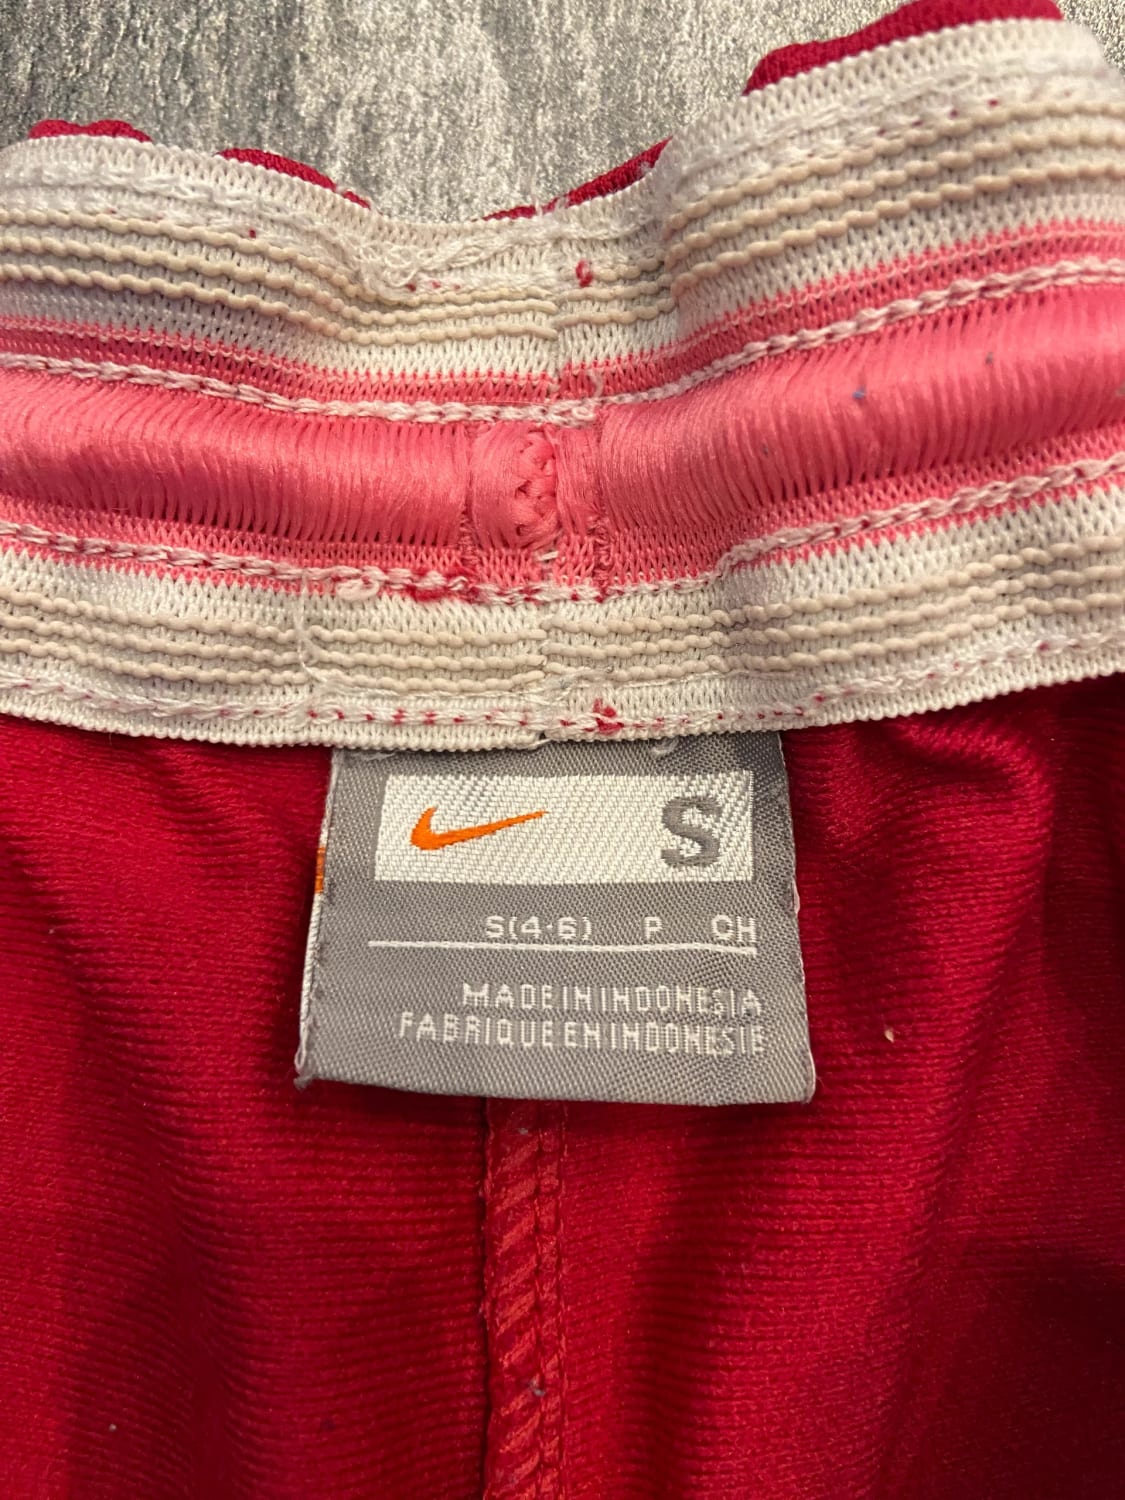 S
S(4-6) P CH
MADE IN INDONESIA
FABRIQUE EN INDONESIE